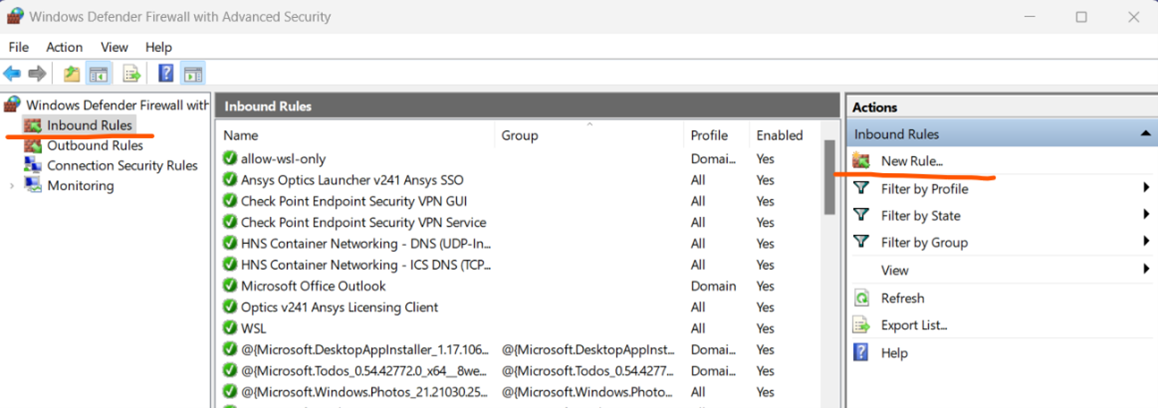 Windows Defender Firewall with Advanced Security
File Action View Help
Windows Defender Firewall with
Inbound Rules
Outbound Rules
Connection Security Rules
Monitoring
Inbound Rules
Name Group Profile Enabled
allow-wsl-only Domai... Yes
Ansys Optics Launcher v241 Ansys SSO All Yes
Check Point Endpoint Security VPN GUI All Yes
Check Point Endpoint Security VPN Service All Yes
HNS Container Networking - DNS (UDP-In... All Yes
HNS Container Networking - ICS DNS (TCP... All Yes
Microsoft Office Outlook Domain Yes
Optics v241 Ansys Licensing Client All Yes
WSL All Yes
@{Microsoft.DesktopAppInstaller_1.17.106... @{Microsoft.DesktopAppInst... Domai... Yes
@{Microsoft.Todos_0.54.42772.0_x64__8we... @{Microsoft.Todos_0.54.4277... Domai... Yes
@{Microsoft.Windows.Photos_21.21030.25... @{Microsoft.Windows.Photo... All Yes
Actions
Inbound Rules
New Rule...
Filter by Profile
Filter by State
Filter by Group
View
Refresh
Export List...
Help